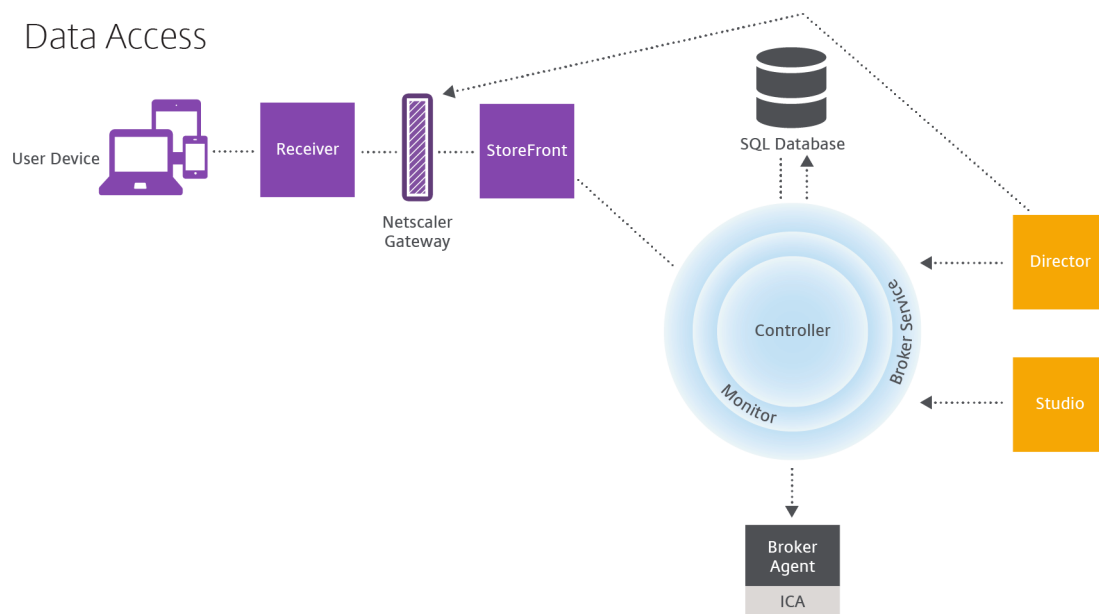 Data Access
User Device
Receiver
Netscaler
Gateway
StoreFront
SQL Database
Director
Controller
Broker Service
Monitor
Studio
Broker
Agent
ICA